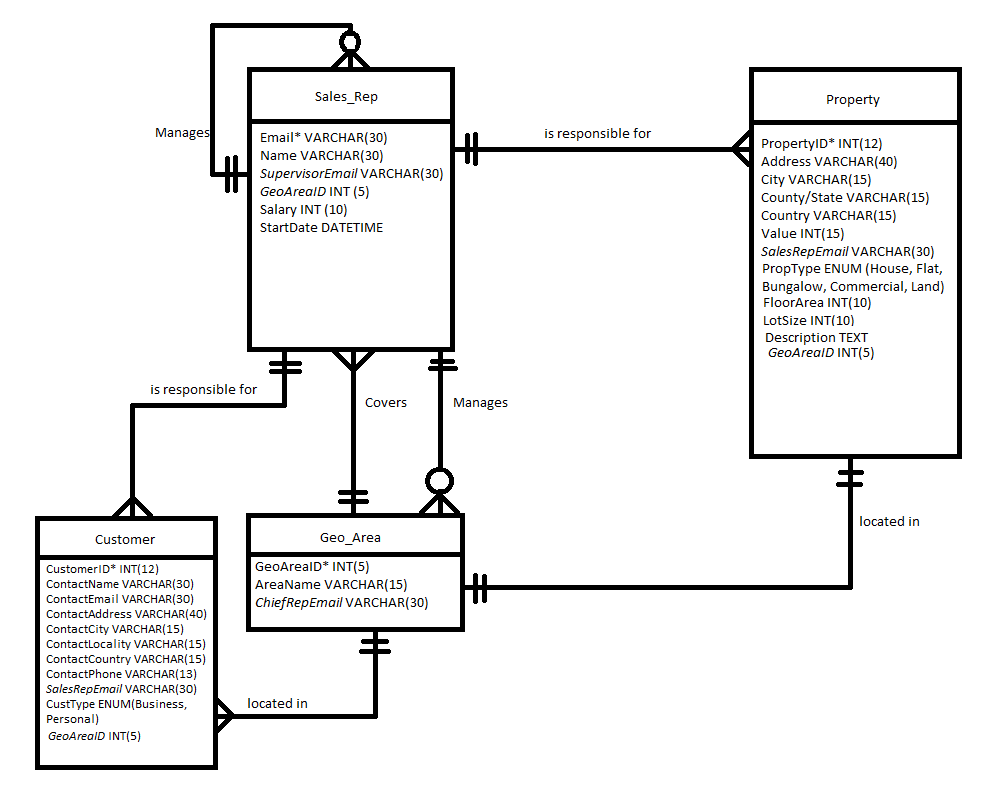 Sales_Rep
Email* VARCHAR(30)
Name VARCHAR(30)
SupervisorEmail VARCHAR(30)
GeoAreaID INT (5)
Salary INT (10)
StartDate DATETIME
Manages
is responsible for
Property
PropertyID* INT(12)
Address VARCHAR(40)
City VARCHAR(15)
County/State VARCHAR(15)
Country VARCHAR(15)
Value INT(15)
SalesRepEmail VARCHAR(30)
PropType ENUM (House, Flat,
Bungalow, Commercial, Land)
FloorArea INT(10)
LotSize INT(10)
Description TEXT
GeoAreaID INT(5)
is responsible for
Covers
Manages
located in
Customer
CustomerID* INT(12)
ContactName VARCHAR(30)
ContactEmail VARCHAR(30)
ContactAddress VARCHAR(40)
ContactCity VARCHAR(15)
ContactLocality VARCHAR(15)
ContactCountry VARCHAR(15)
ContactPhone VARCHAR(13)
SalesRepEmail VARCHAR(30)
CustType ENUM(Business,
Personal)
GeoAreaID INT(5)
Geo_Area
GeoAreaID* INT(5)
AreaName VARCHAR(15)
ChiefRepEmail VARCHAR(30)
located in